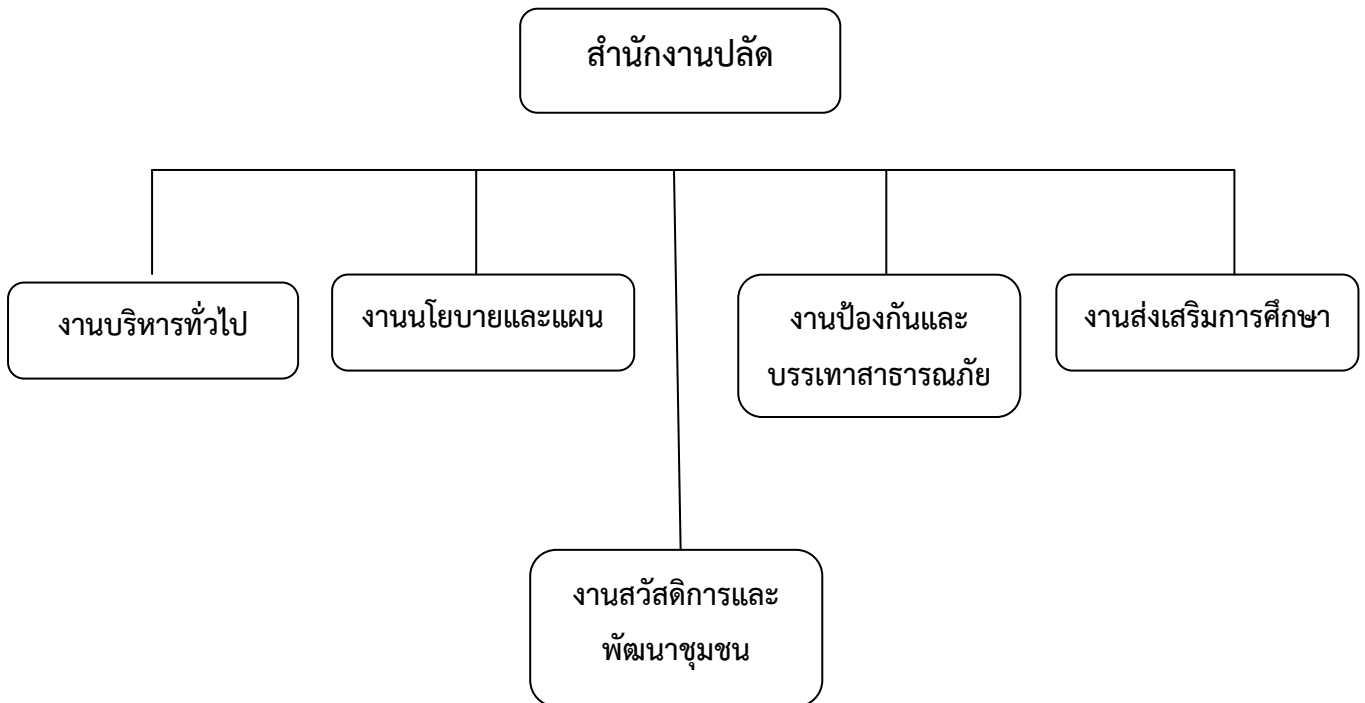 สำนักงานปลัด
งานบริหารทั่วไป
งานนโยบายและแผน
งานป้องกันและ
บรรเทาสาธารณภัย
งานส่งเสริมการศึกษา
งานสวัสดิการและ
พัฒนาชุมชน